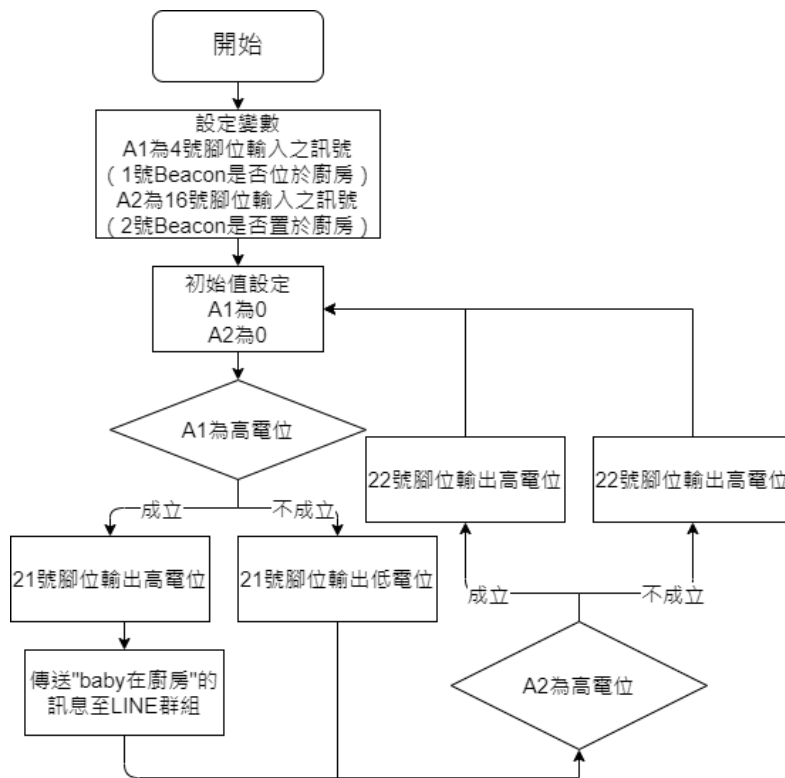 開始
設定變數
A1為4號腳位輸入之訊號
（1號Beacon是否位於廚房）
A2為16號腳位輸入之訊號
（2號Beacon是否置於廚房）
初始值設定
A1為0
A2為0
A1為高電位
成立
不成立
21號腳位輸出高電位
21號腳位輸出低電位
傳送"baby在廚房"的
訊息至LINE群組
22號腳位輸出高電位
22號腳位輸出高電位
成立
不成立
A2為高電位